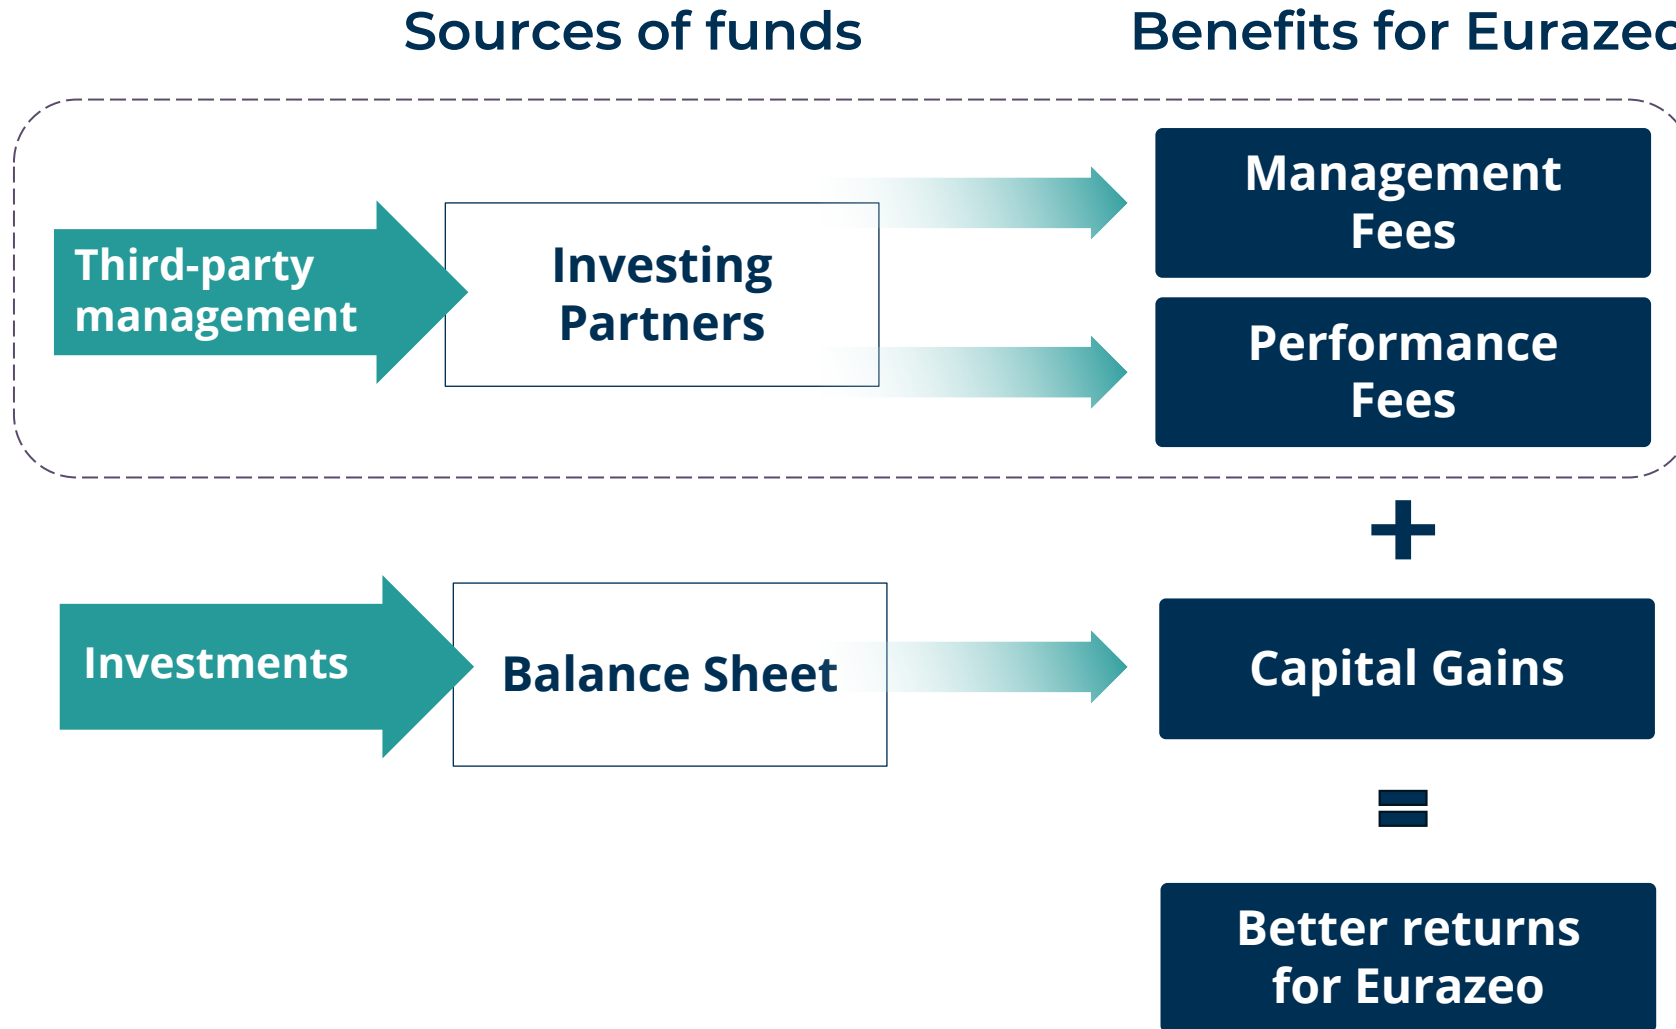 Sources of funds
Benefits for Eurazeo
Third-party
management
Investing
Partners
Management
Fees
Performance
Fees
+
Investments
Balance Sheet
Capital Gains
=
Better returns
for Eurazeo